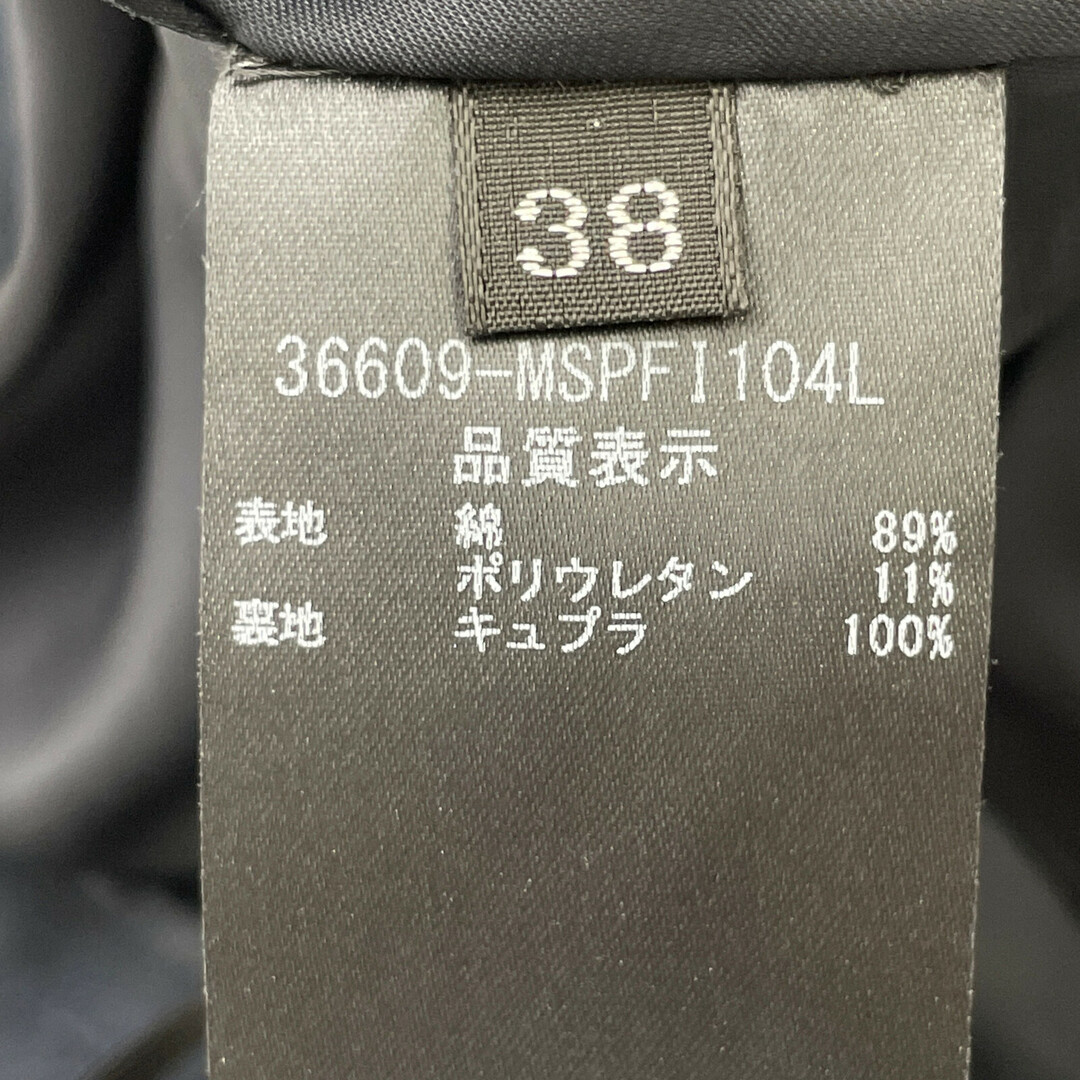 38
36609-MSPFI104L
品質表示
表地 綿 89%
ポリウレタン 11%
裏地 キュプラ 100%